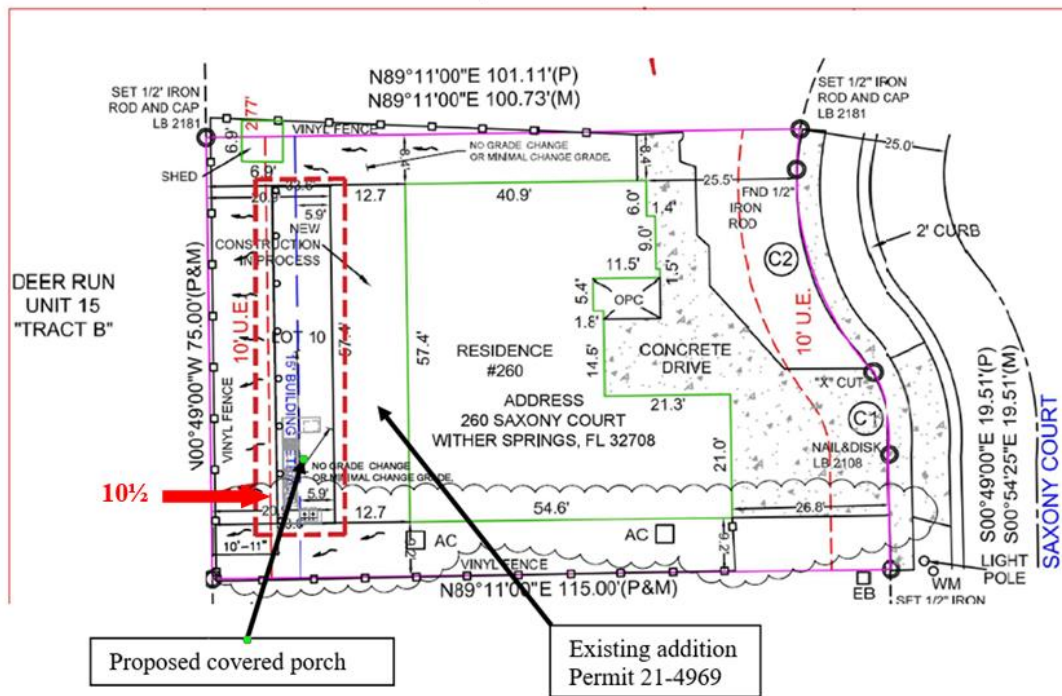 N89°11'00"E 101.11'(P)
N89°11'00"E 100.73'(M)
SET 1/2" IRON
ROD AND CAP
LB 2181
SET 1/2" IRON
ROD AND CAP
LB 2181
2.77'
6.9'
VINYL FENCE
NO GRADE CHANGE
OR MINIMAL CHANGE GRADE.
8.4'
8.4'
25.0'
SHED
6.9'
33.6'
20.9'
12.7
40.9'
25.5'
FND 1/2"
IRON
ROD
5.9'
6.0'
1.4'
9.0'
2' CURB
NEW
CONSTRUCTION
IN PROCESS
1.5'
11.5'
C2
DEER RUN
UNIT 15
"TRACT B"
5.4'
OPC
1.8'
N00°49'00"W 75.00'(P&M)
10' U.E.
LOT 10
57.4'
57.4'
RESIDENCE
#260
14.5'
CONCRETE
DRIVE
10' U.E.
15' BUILDING
"X" CUT
21.3'
ADDRESS
260 SAXONY COURT
WITHER SPRINGS, FL 32708
C1
VINYL FENCE
NAIL&DISK
LB 2108
21.0'
NO GRADE CHANGE
OR MINIMAL CHANGE GRADE.
10½
5.9'
12.7
54.6'
26.8'
9.2'
AC
AC
9.2'
10'-11"
VINYL FENCE
N89°11'00"E 115.00'(P&M)
EB
WM
LIGHT
POLE
SET 1/2" IRON
S00°49'00"E 19.51'(P)
S00°54'25"E 19.51'(M)
SAXONY COURT
Proposed covered porch
Existing addition
Permit 21-4969